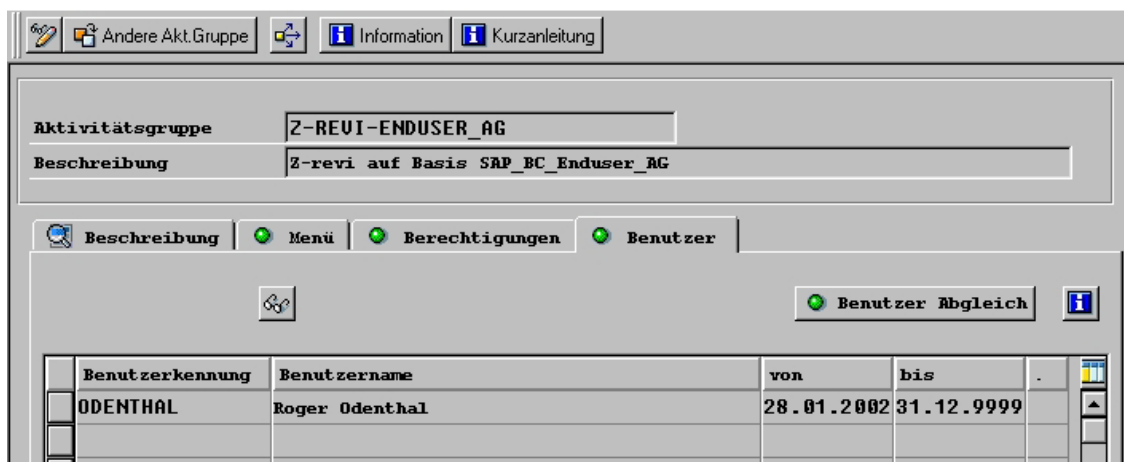 Andere Akt.Gruppe Information Kurzanleitung
Aktivitätsgruppe Z-REVI-ENDUSER_AG
Beschreibung Z-revi auf Basis SAP_BC_Enduser_AG
Beschreibung Menü Berechtigungen Benutzer
Benutzer Abgleich
Benutzerkennung Benutzername von bis .
ODENTHAL Roger Odenthal 28.01.2002 31.12.9999